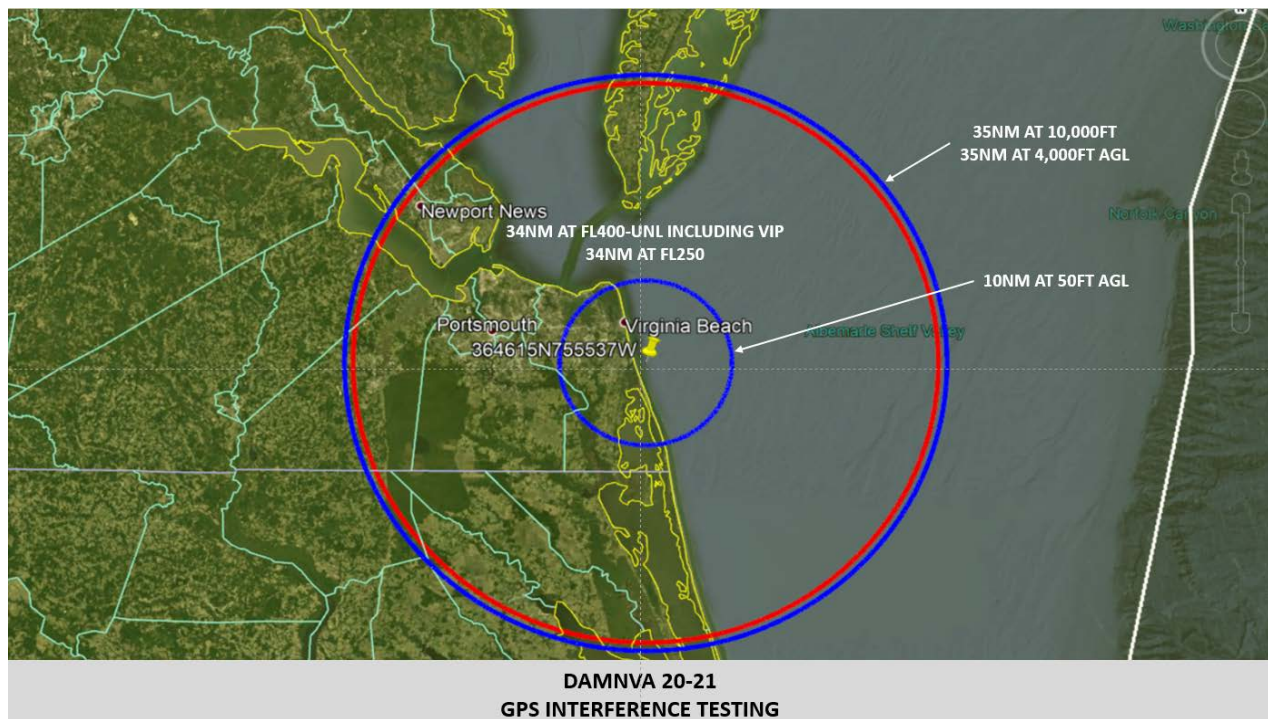 Washington
35NM AT 10,000FT
35NM AT 4,000FT AGL
Newport News
Norfolk Canyon
34NM AT FL400-UNL INCLUDING VIP
34NM AT FL250
10NM AT 50FT AGL
Portsmouth
Virginia Beach
Shelf Valley
364615N755537W
DAMNVA 20-21
GPS INTERFERENCE TESTING